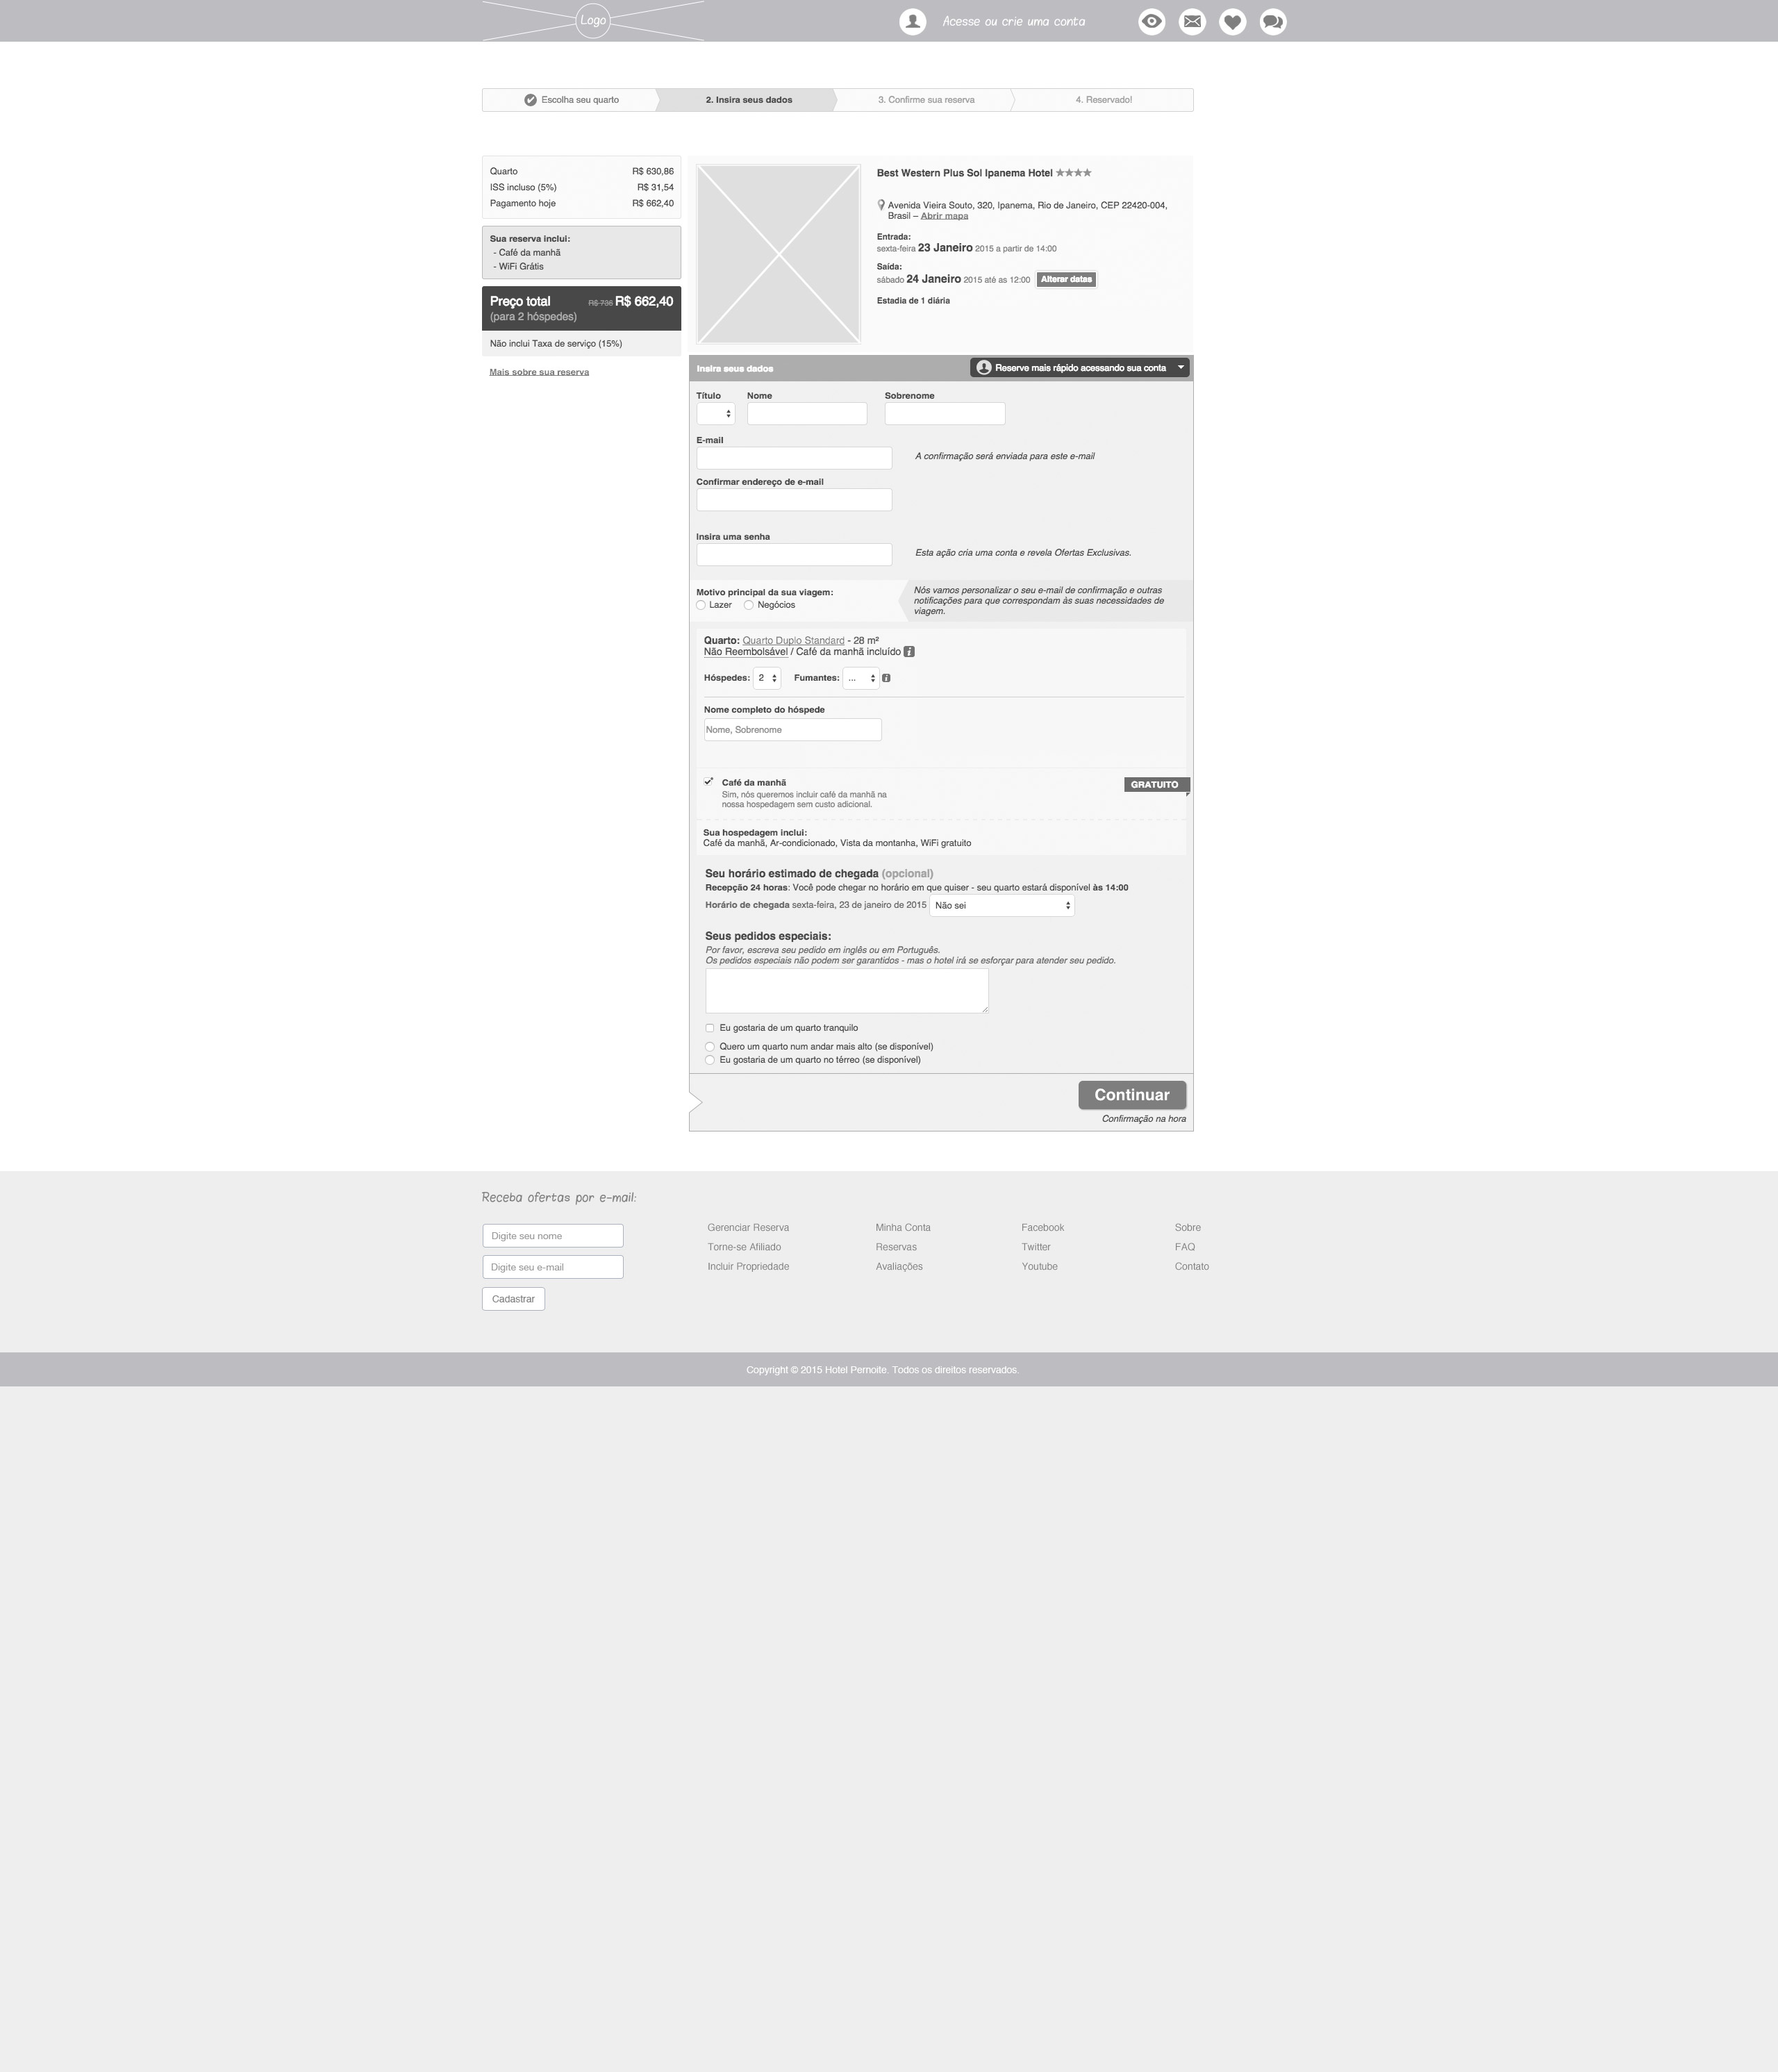 Logo
Acesse ou crie uma conta
Escolha seu quarto
2. Insira seus dados
3. Confirme sua reserva
4. Reservado!
Quarto R$ 630,86
ISS incluso (5%) R$ 31,54
Pagamento hoje R$ 662,40
Sua reserva inclui:
- Café da manhã
- WiFi Grátis
Preço total R$ 736 R$ 662,40
(para 2 hóspedes)
Não inclui Taxa de serviço (15%)
Mais sobre sua reserva
Best Western Plus Sol Ipanema Hotel
Avenida Vieira Souto, 320, Ipanema, Rio de Janeiro, CEP 22420-004,
Brasil – Abrir mapa
Entrada:
sexta-feira 23 Janeiro 2015 a partir de 14:00
Saída:
sábado 24 Janeiro 2015 até as 12:00 Alterar datas
Estadia de 1 diária
Insira seus dados
Reserve mais rápido acessando sua conta
Título Nome Sobrenome
E-mail
A confirmação será enviada para este e-mail
Confirmar endereço de e-mail
Insira uma senha
Esta ação cria uma conta e revela Ofertas Exclusivas.
Motivo principal da sua viagem:
Lazer Negócios
Nós vamos personalizar o seu e-mail de confirmação e outras
notificações para que correspondam às suas necessidades de
viagem.
Quarto: Quarto Duplo Standard - 28 m²
Não Reembolsável / Café da manhã incluído i
Hóspedes: 2 Fumantes: ... i
Nome completo do hóspede
Nome, Sobrenome
Café da manhã
Sim, nós queremos incluir café da manhã na
nossa hospedagem sem custo adicional.
GRATUITO
Sua hospedagem inclui:
Café da manhã, Ar-condicionado, Vista da montanha, WiFi gratuito
Seu horário estimado de chegada (opcional)
Recepção 24 horas: Você pode chegar no horário em que quiser - seu quarto estará disponível às 14:00
Horário de chegada sexta-feira, 23 de janeiro de 2015 Não sei
Seus pedidos especiais:
Por favor, escreva seu pedido em inglês ou em Português.
Os pedidos especiais não podem ser garantidos - mas o hotel irá se esforçar para atender seu pedido.
Eu gostaria de um quarto tranquilo
Quero um quarto num andar mais alto (se disponível)
Eu gostaria de um quarto no térreo (se disponível)
Continuar
Confirmação na hora
Receba ofertas por e-mail:
Digite seu nome
Digite seu e-mail
Cadastrar
Gerenciar Reserva
Torne-se Afiliado
Incluir Propriedade
Minha Conta
Reservas
Avaliações
Facebook
Twitter
Youtube
Sobre
FAQ
Contato
Copyright © 2015 Hotel Pernoite. Todos os direitos reservados.